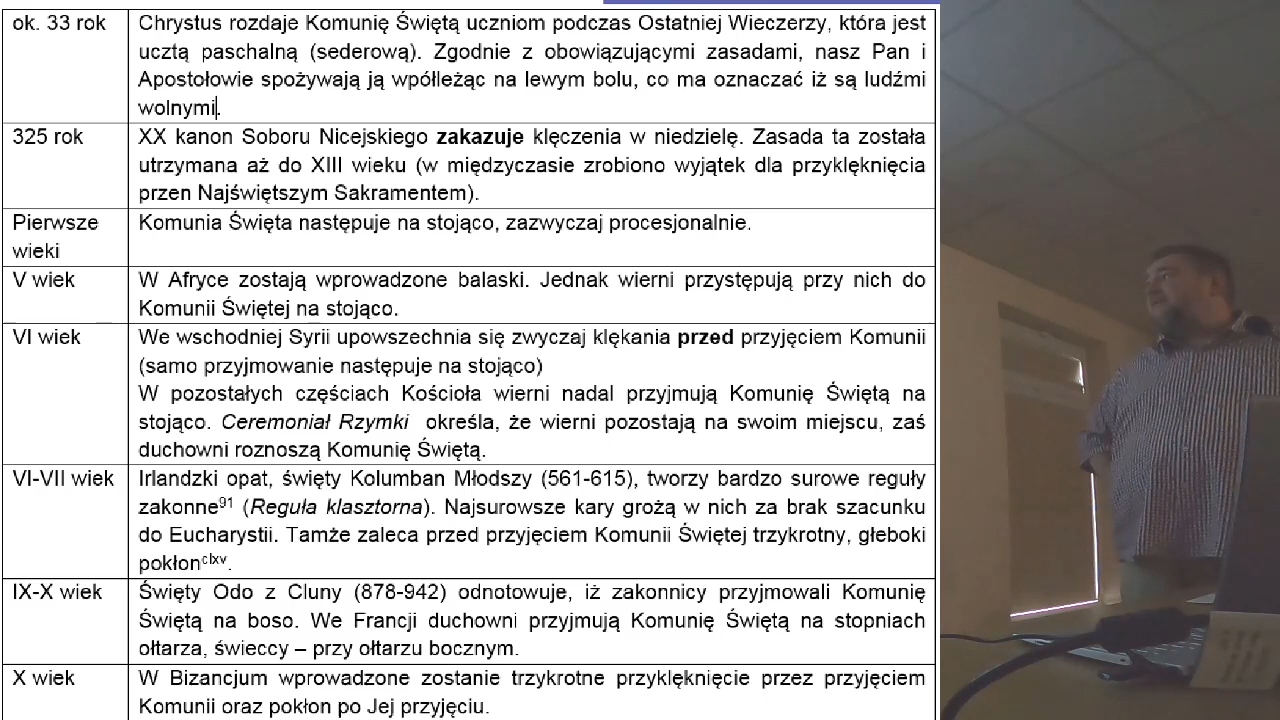 ok. 33 rok
Chrystus rozdaje Komunię Świętą uczniom podczas Ostatniej Wieczerzy, która jest
ucztą paschalną (sederową). Zgodnie z obowiązującymi zasadami, nasz Pan i
Apostołowie spożywają ją wpółleżąc na lewym bolu, co ma oznaczać iż są ludźmi
wolnymi.
325 rok
XX kanon Soboru Nicejskiego zakazuje klęczenia w niedzielę. Zasada ta została
utrzymana aż do XIII wieku (w międzyczasie zrobiono wyjątek dla przyklęknięcia
przen Najświętszym Sakramentem).
Pierwsze
wieki
Komunia Święta następuje na stojąco, zazwyczaj procesjonalnie.
V wiek
W Afryce zostają wprowadzone balaski. Jednak wierni przystępują przy nich do
Komunii Świętej na stojąco.
VI wiek
We wschodniej Syrii upowszechnia się zwyczaj klękania przed przyjęciem Komunii
(samo przyjmowanie następuje na stojąco)
W pozostałych częściach Kościoła wierni nadal przyjmują Komunię Świętą na
stojąco. Ceremoniał Rzymki określa, że wierni pozostają na swoim miejscu, zaś
duchowni roznoszą Komunię Świętą.
VI-VII wiek
Irlandzki opat, święty Kolumban Młodszy (561-615), tworzy bardzo surowe reguły
zakonne91 (Reguła klasztorna). Najsurowsze kary grożą w nich za brak szacunku
do Eucharystii. Tamże zaleca przed przyjęciem Komunii Świętej trzykrotny, głeboki
pokłonclxv.
IX-X wiek
Święty Odo z Cluny (878-942) odnotowuje, iż zakonnicy przyjmowali Komunię
Świętą na boso. We Francji duchowni przyjmują Komunię Świętą na stopniach
ołtarza, świeccy – przy ołtarzu bocznym.
X wiek
W Bizancjum wprowadzone zostanie trzykrotne przyklęknięcie przez przyjęciem
Komunii oraz pokłon po Jej przyjęciu.